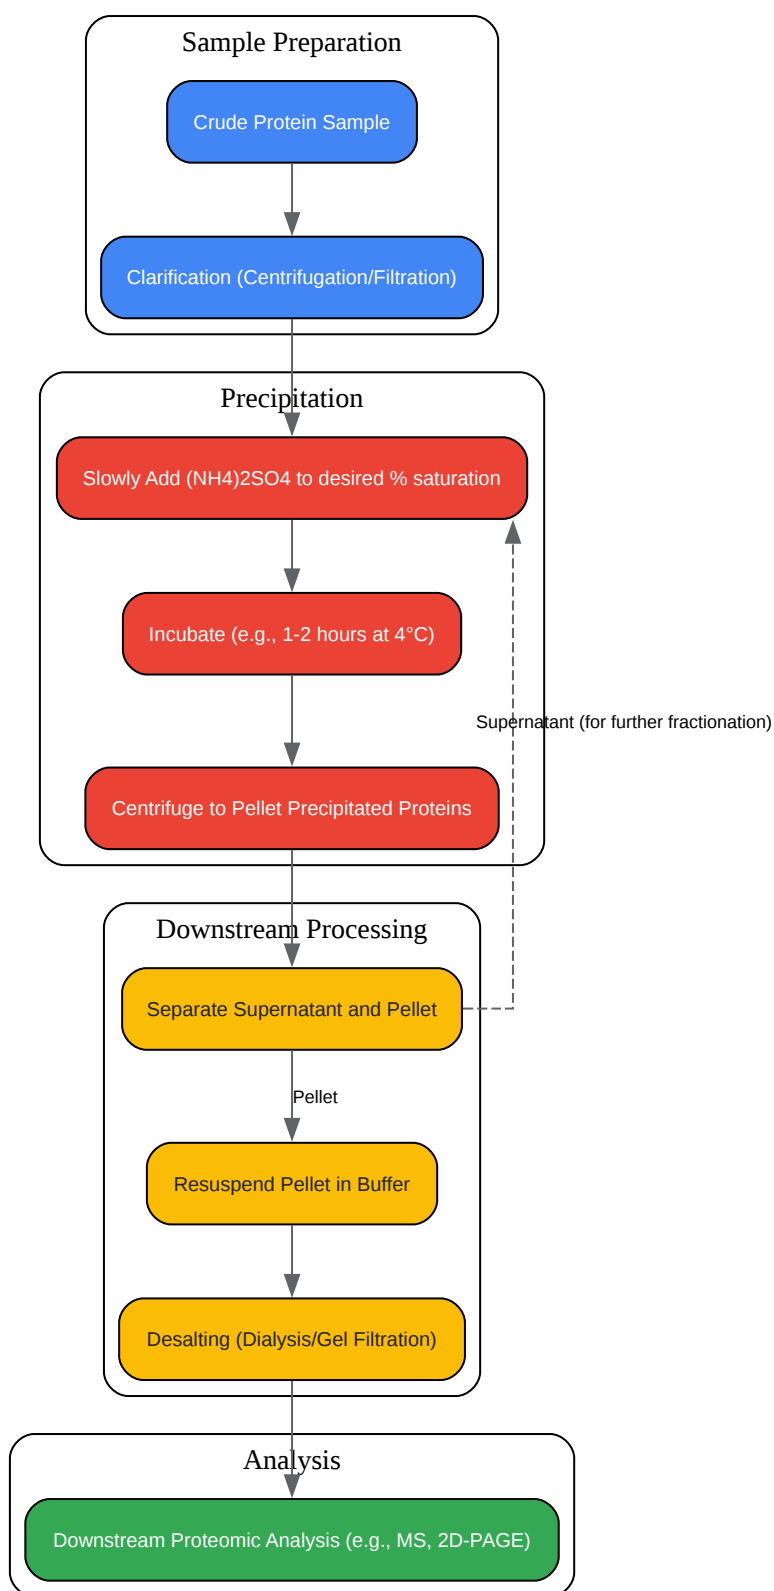 Sample Preparation
Crude Protein Sample
Clarification (Centrifugation/Filtration)
Precipitation
Slowly Add (NH4)2SO4 to desired % saturation
Incubate (e.g., 1-2 hours at 4°C)
Supernatant (for further fractionation)
Centrifuge to Pellet Precipitated Proteins
Downstream Processing
Separate Supernatant and Pellet
Pellet
Resuspend Pellet in Buffer
Desalting (Dialysis/Gel Filtration)
Analysis
Downstream Proteomic Analysis (e.g., MS, 2D-PAGE)